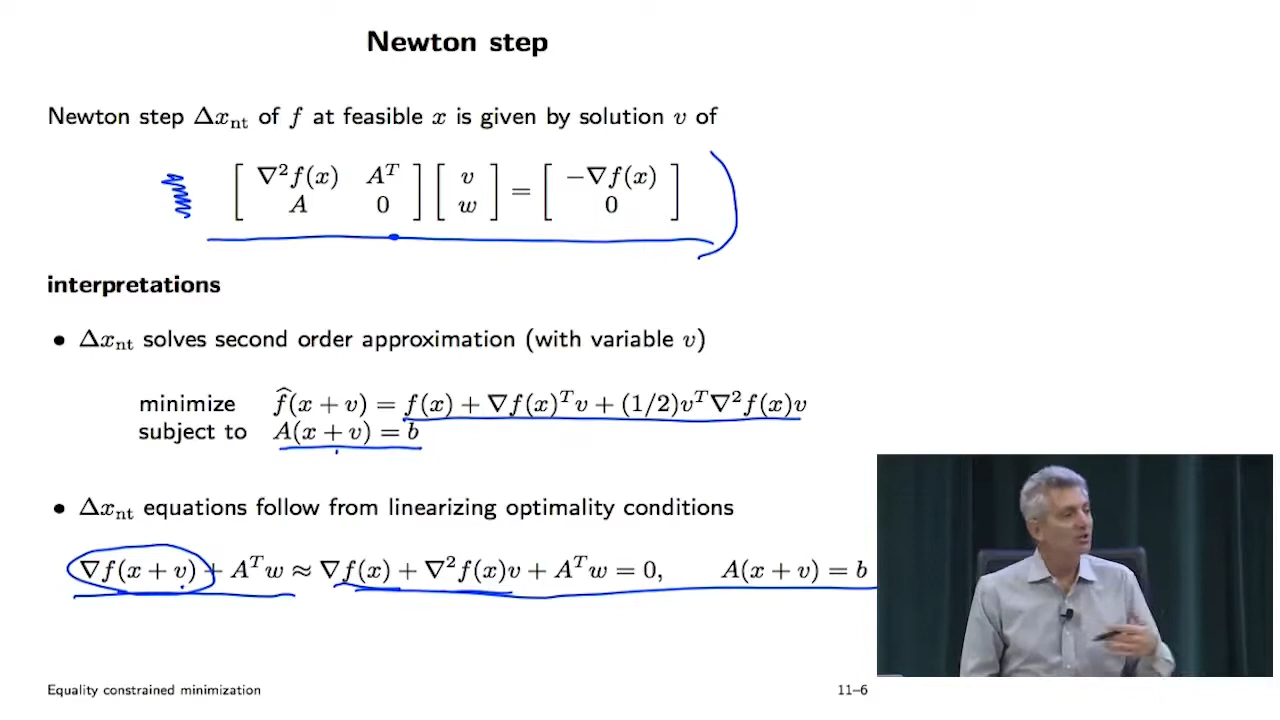 Newton step
Newton step Δx_nt of f at feasible x is given by solution v of
[ ∇²f(x) A^T ] [ v ] = [ −∇f(x) ]
[ A 0 ] [ w ] [ 0 ]
interpretations
• Δx_nt solves second order approximation (with variable v)
minimize f̂(x + v) = f(x) + ∇f(x)^T v + (1/2)v^T ∇²f(x)v
subject to A(x + v) = b
• Δx_nt equations follow from linearizing optimality conditions
∇f(x + v) + A^T w ≈ ∇f(x) + ∇²f(x)v + A^T w = 0, A(x + v) = b
Equality constrained minimization 11–6